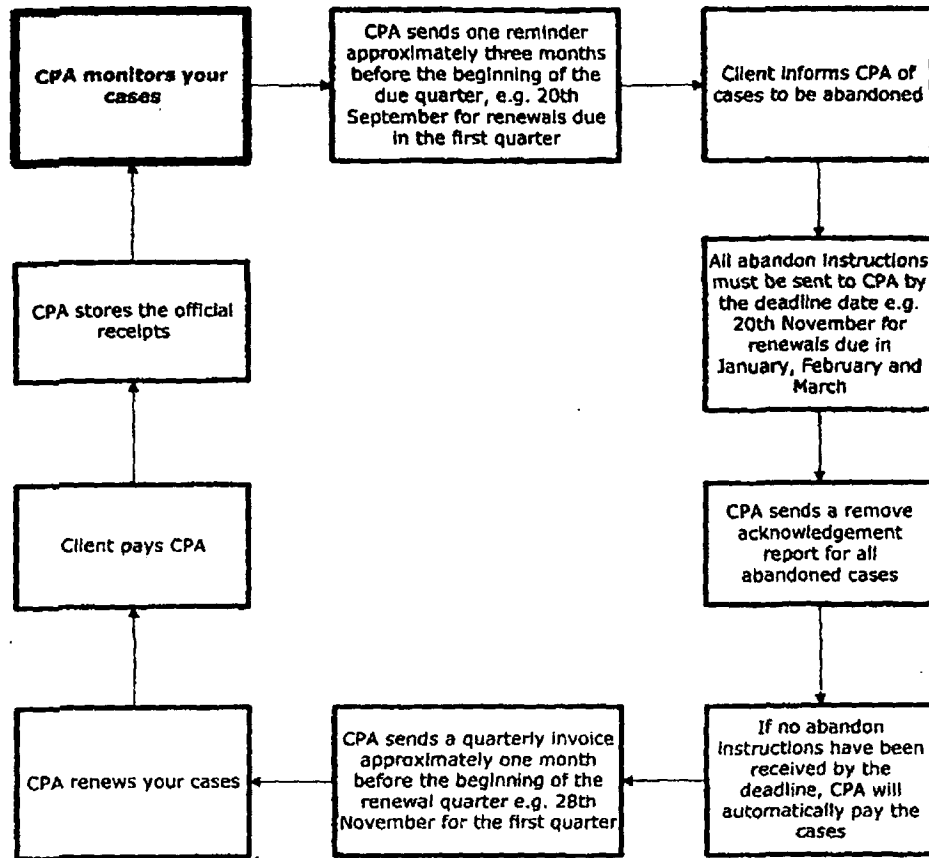 CPA monitors your
cases
CPA sends one reminder
approximately three months
before the beginning of the
due quarter, e.g. 20th
September for renewals due
in the first quarter
Client informs CPA of
cases to be abandoned
All abandon instructions
must be sent to CPA by
the deadline date e.g.
20th November for
renewals due in
January, February and
March
CPA sends a remove
acknowledgement
report for all
abandoned cases
If no abandon
instructions have been
received by the
deadline, CPA will
automatically pay the
cases
CPA sends a quarterly invoice
approximately one month
before the beginning of the
renewal quarter e.g. 28th
November for the first quarter
CPA renews your cases
Client pays CPA
CPA stores the official
receipts